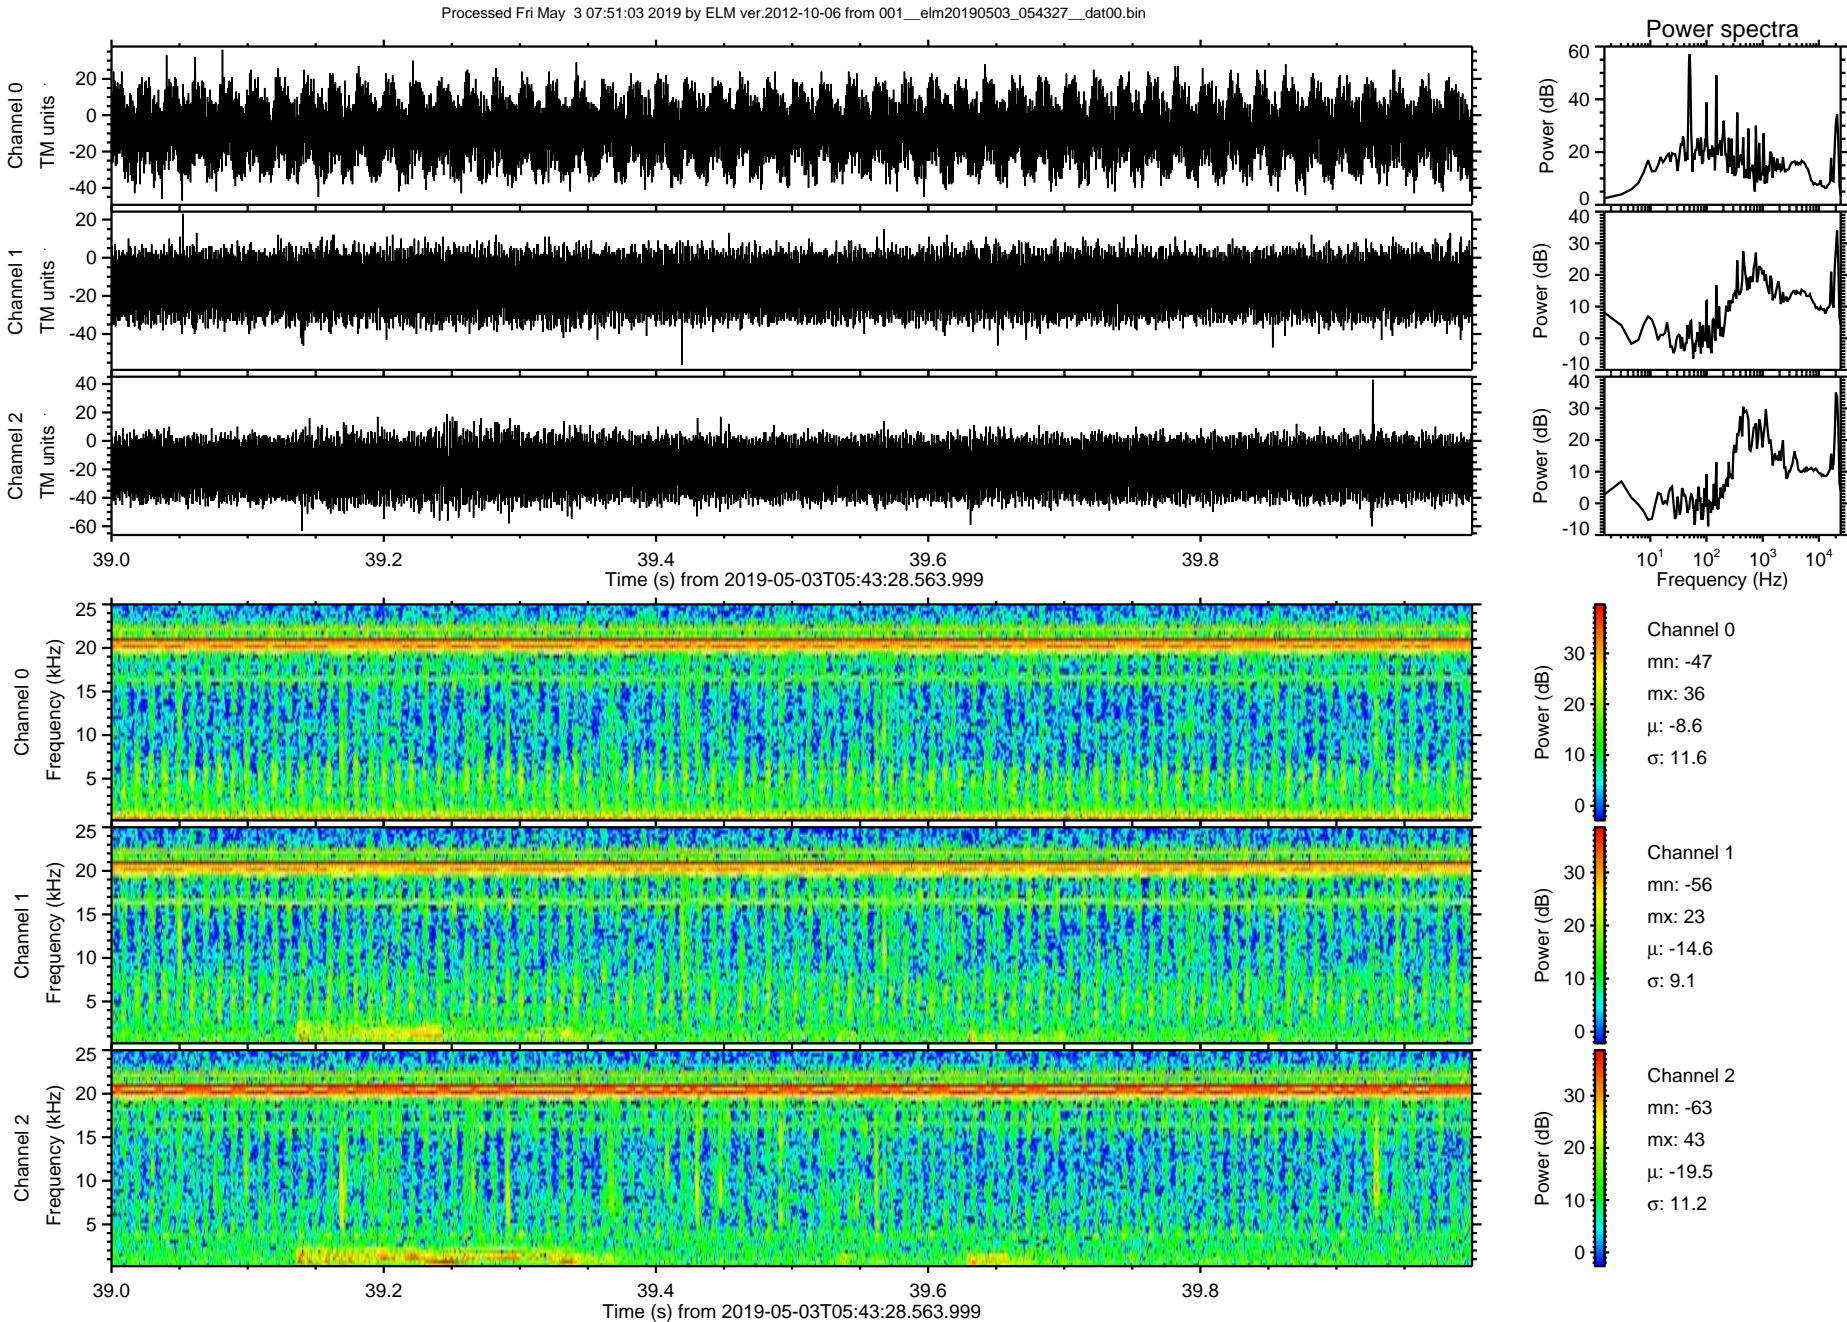 Processed Fri May  3 07:51:03 2019 by ELM ver.2012-10-06 from 001__elm20190503_054327__dat00.bin
Power spectra
Channel 0
TM units
20
0
-20
-40
Power (dB)
60
40
20
0
Channel 1
TM units
20
0
-20
-40
Power (dB)
40
30
20
10
0
-10
Channel 2
TM units
40
20
0
-20
-40
-60
Power (dB)
40
30
20
10
0
-10
39.0 39.2 39.4 39.6 39.8
Time (s) from 2019-05-03T05:43:28.563.999
10¹ 10² 10³ 10⁴
Frequency (Hz)
Channel 0
Frequency (kHz)
25
20
15
10
5
Power (dB)
30
20
10
0
Channel 0
mn: -47
mx: 36
μ: -8.6
σ: 11.6
Channel 1
Frequency (kHz)
25
20
15
10
5
Power (dB)
30
20
10
0
Channel 1
mn: -56
mx: 23
μ: -14.6
σ: 9.1
Channel 2
Frequency (kHz)
25
20
15
10
5
Power (dB)
30
20
10
0
Channel 2
mn: -63
mx: 43
μ: -19.5
σ: 11.2
39.0 39.2 39.4 39.6 39.8
Time (s) from 2019-05-03T05:43:28.563.999